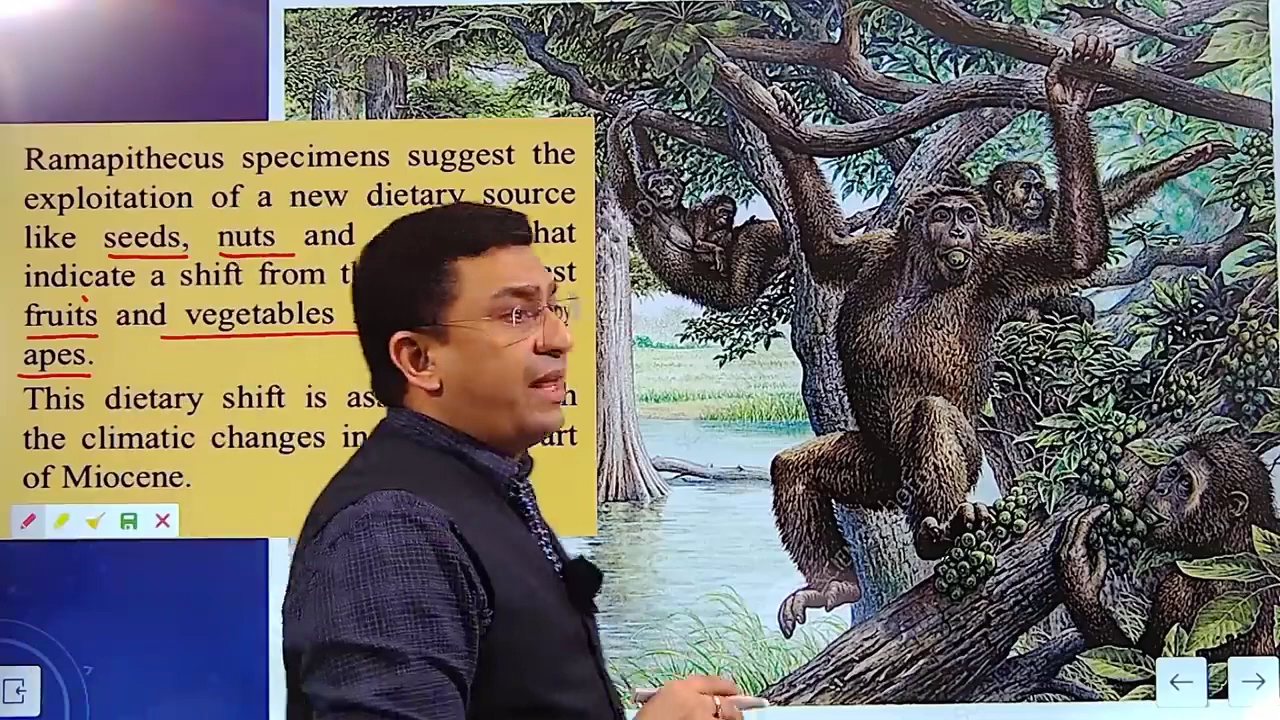 Ramapithecus specimens suggest the
exploitation of a new dietary source
like seeds, nuts and
indicate a shift from
fruits and vegetables by
apes.
This dietary shift is
the climatic changes in
of Miocene.